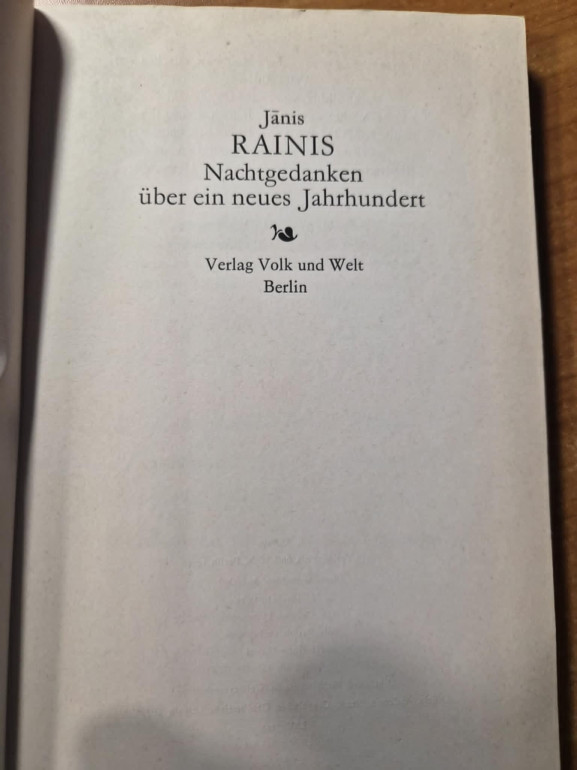 Jānis
RAINIS
Nachtgedanken
über ein neues Jahrhundert
Verlag Volk und Welt
Berlin